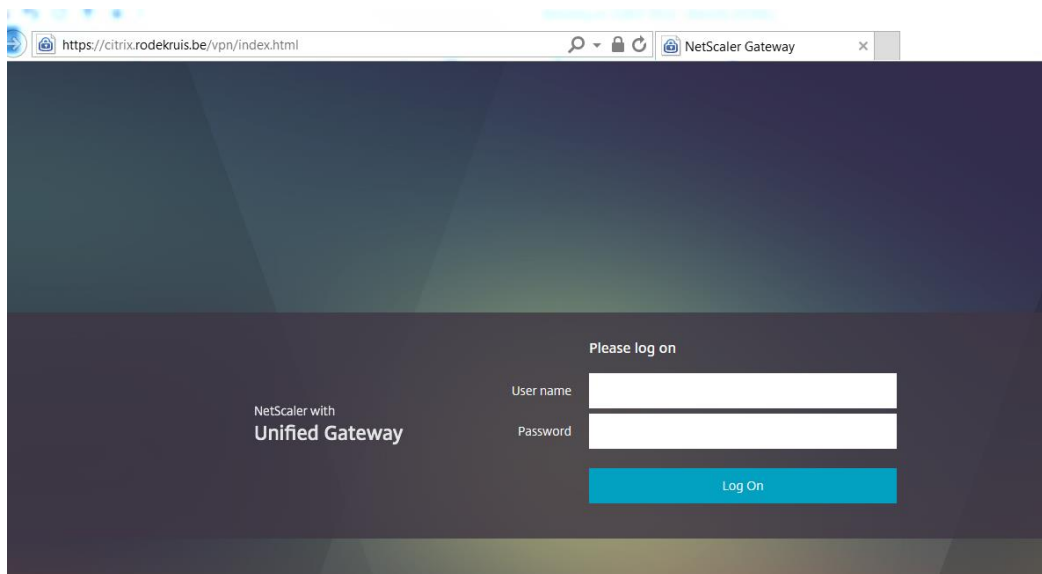 https://citrix.rodekruis.be/vpn/index.html
NetScaler Gateway
Please log on
User name
NetScaler with
Unified Gateway
Password
Log On